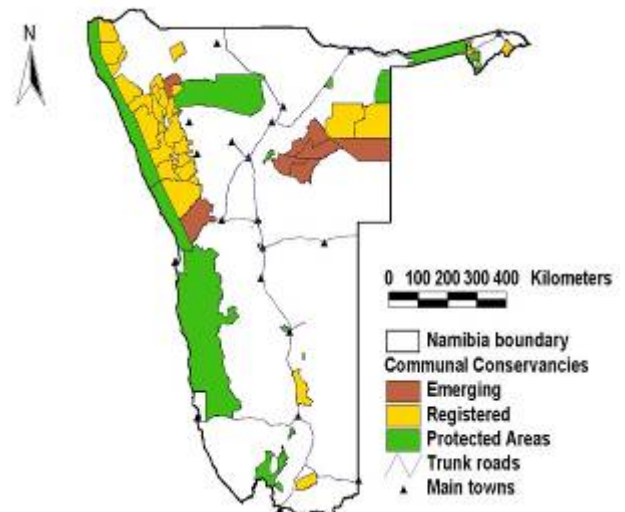 N
0 100 200 300 400 Kilometers
Namibia boundary
Communal Conservancies
Emerging
Registered
Protected Areas
Trunk roads
Main towns